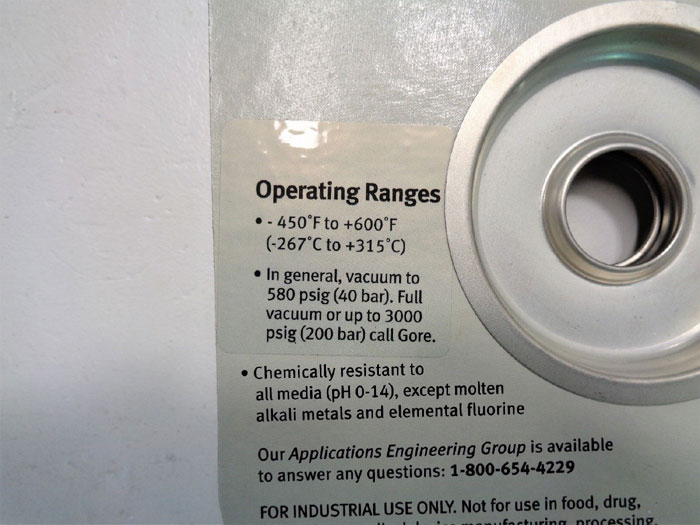 Operating Ranges
• - 450°F to +600°F
(-267°C to +315°C)
• In general, vacuum to
580 psig (40 bar). Full
vacuum or up to 3000
psig (200 bar) call Gore.
• Chemically resistant to
all media (pH 0-14), except molten
alkali metals and elemental fluorine
Our Applications Engineering Group is available
to answer any questions: 1-800-654-4229
FOR INDUSTRIAL USE ONLY. Not for use in food, drug,
manufacturing, processing,